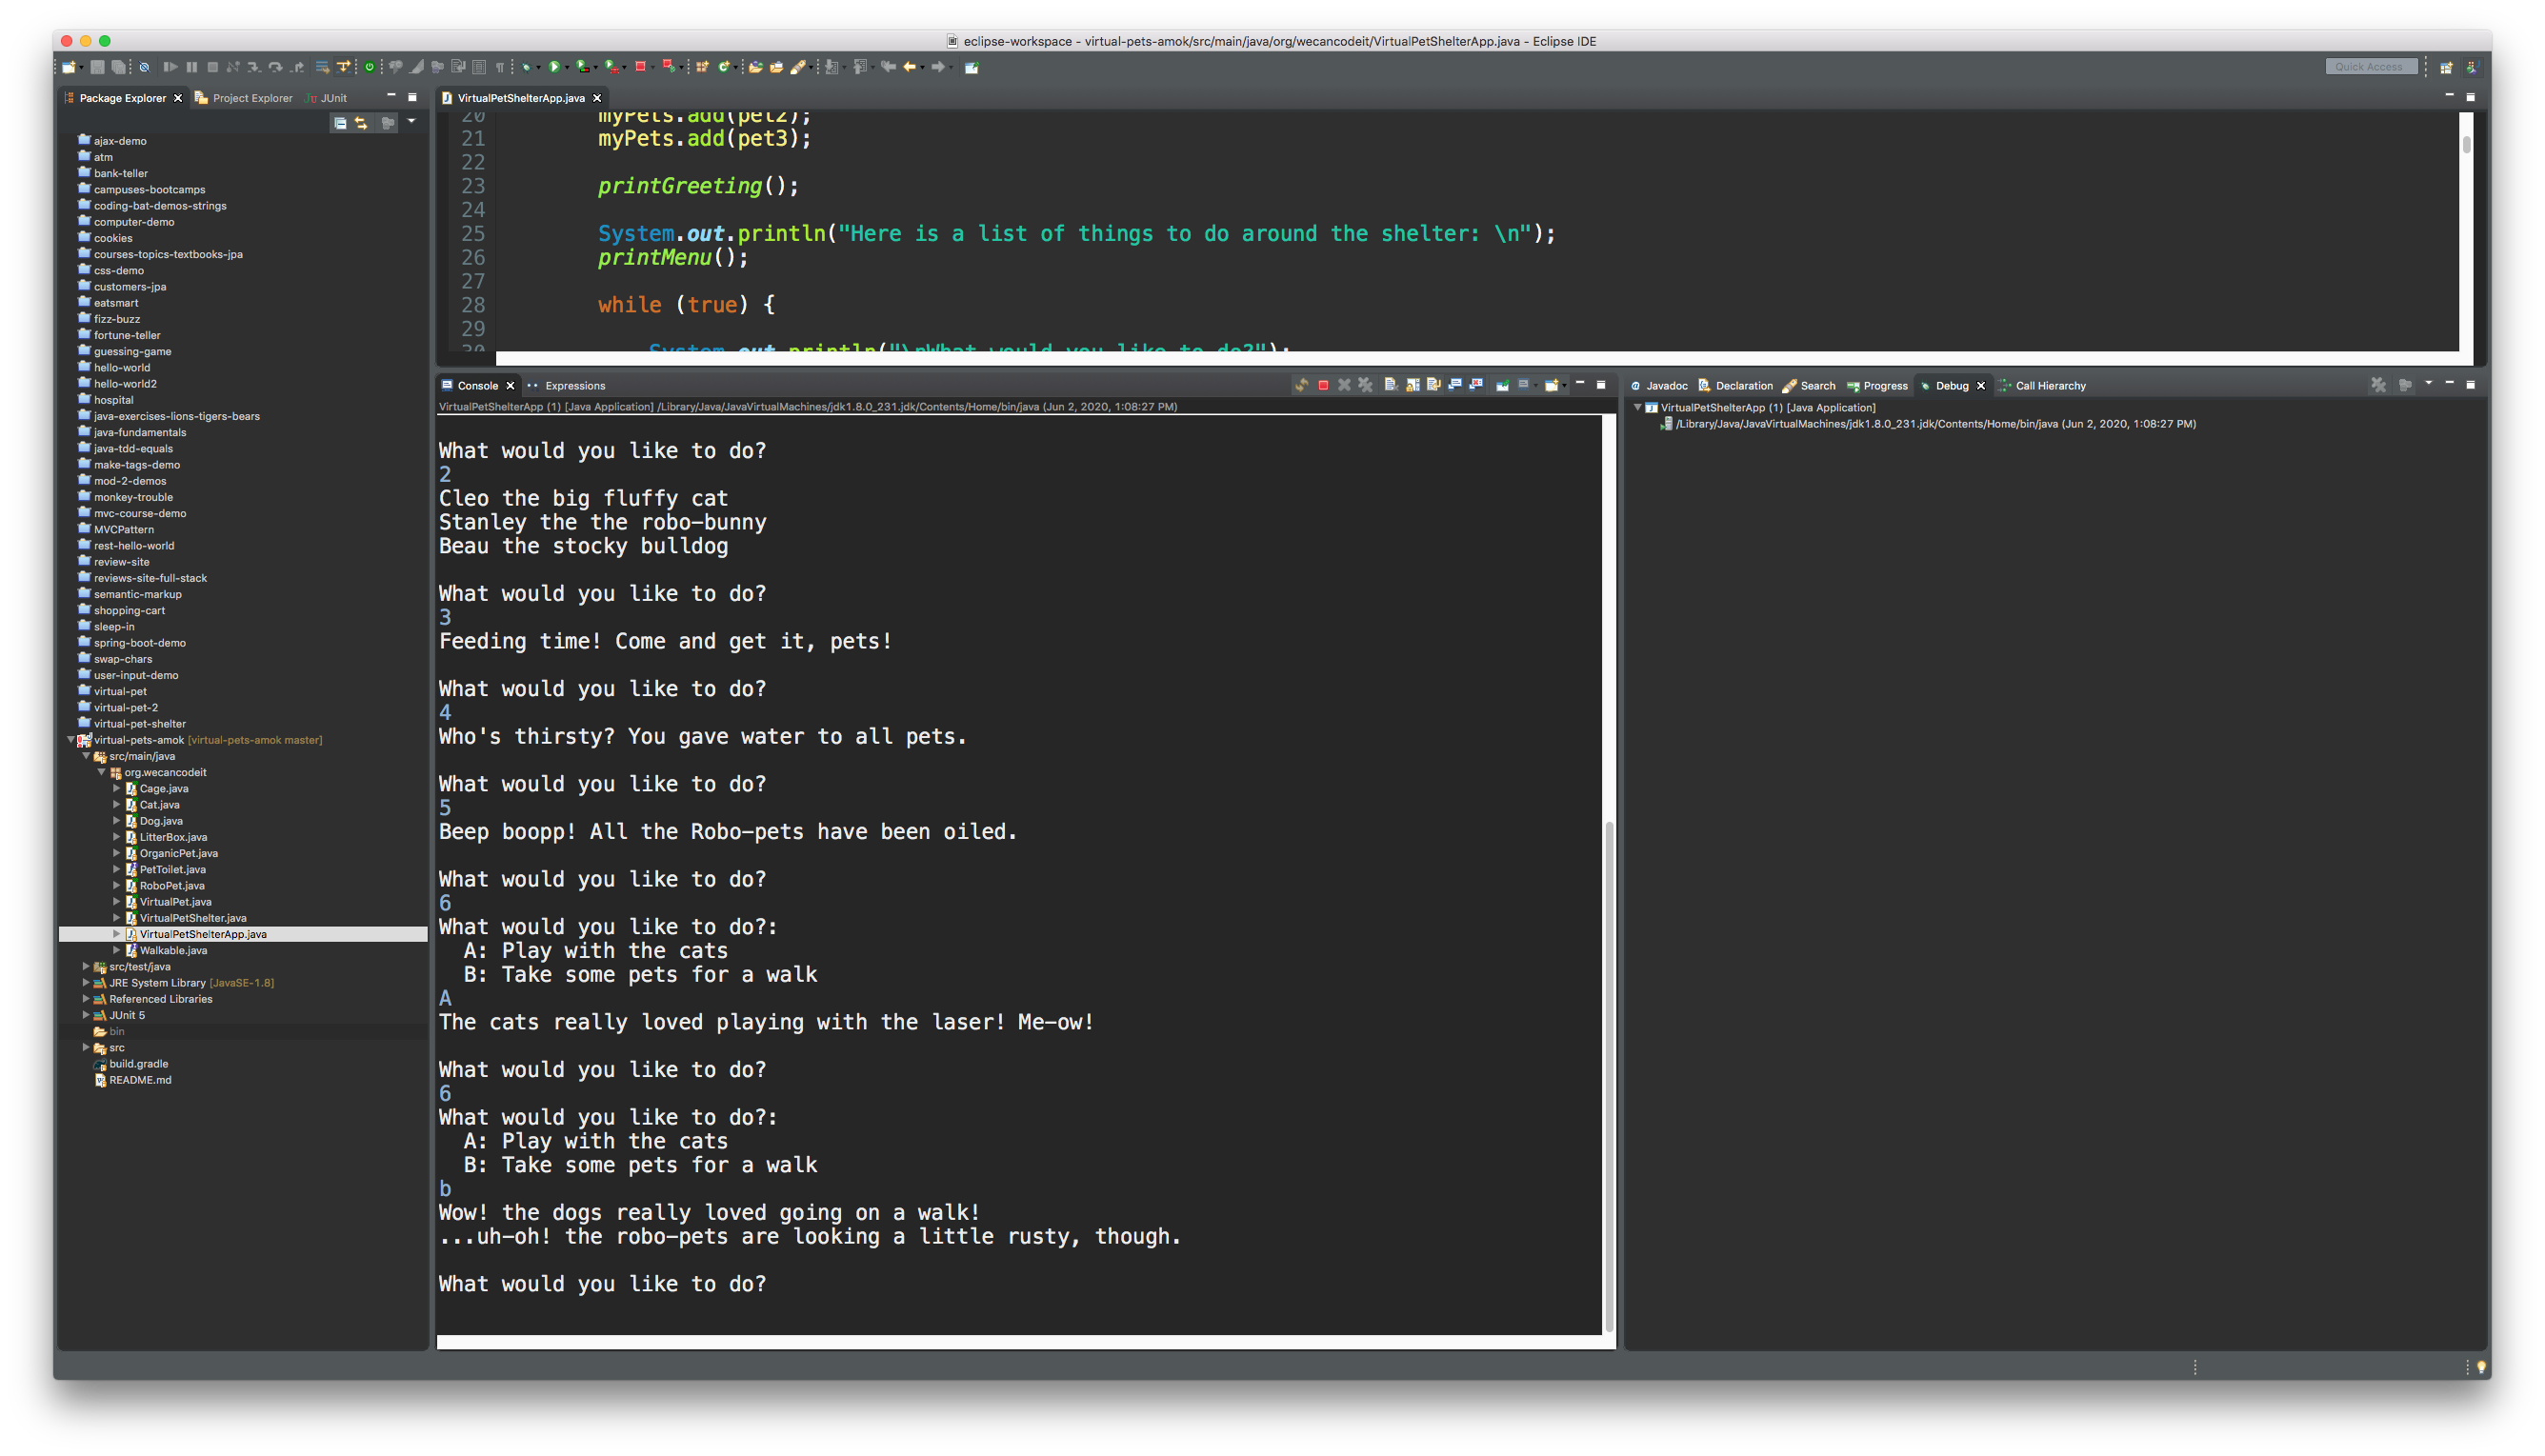 eclipse-workspace - virtual-pets-amok/src/main/java/org/wecancodeit/VirtualPetShelterApp.java - Eclipse IDE
Quick Access
Package Explorer
Project Explorer
JUnit
ajax-demo
atm
bank-teller
campuses-bootcamps
coding-bat-demos-strings
computer-demo
cookies
courses-topics-textbooks-jpa
css-demo
customers-jpa
eatsmart
fizz-buzz
fortune-teller
guessing-game
hello-world
hello-world2
hospital
java-exercises-lions-tigers-bears
java-fundamentals
java-tdd-equals
make-tags-demo
mod-2-demos
monkey-trouble
mvc-course-demo
MVCPattern
rest-hello-world
review-site
reviews-site-full-stack
semantic-markup
shopping-cart
sleep-in
spring-boot-demo
swap-chars
user-input-demo
virtual-pet
virtual-pet-2
virtual-pet-shelter
virtual-pets-amok [virtual-pets-amok master]
src/main/java
org.wecancodeit
Cage.java
Cat.java
Dog.java
LitterBox.java
OrganicPet.java
PetToilet.java
RoboPet.java
VirtualPet.java
VirtualPetShelter.java
VirtualPetShelterApp.java
Walkable.java
src/test/java
JRE System Library [JavaSE-1.8]
Referenced Libraries
JUnit 5
bin
src
build.gradle
README.md
VirtualPetShelterApp.java
20 myPets.add(pet2);
21 myPets.add(pet3);
22
23 printGreeting();
24
25 System.out.println("Here is a list of things to do around the shelter: \n");
26 printMenu();
27
28 while (true) {
29
30 System.out.println("\nWhat would you like to do?");
Console
Expressions
VirtualPetShelterApp (1) [Java Application] /Library/Java/JavaVirtualMachines/jdk1.8.0_231.jdk/Contents/Home/bin/java (Jun 2, 2020, 1:08:27 PM)
What would you like to do?
2
Cleo the big fluffy cat
Stanley the the robo-bunny
Beau the stocky bulldog
What would you like to do?
3
Feeding time! Come and get it, pets!
What would you like to do?
4
Who's thirsty? You gave water to all pets.
What would you like to do?
5
Beep boopp! All the Robo-pets have been oiled.
What would you like to do?
6
What would you like to do?:
A: Play with the cats
B: Take some pets for a walk
A
The cats really loved playing with the laser! Me-ow!
What would you like to do?
6
What would you like to do?:
A: Play with the cats
B: Take some pets for a walk
b
Wow! the dogs really loved going on a walk!
...uh-oh! the robo-pets are looking a little rusty, though.
What would you like to do?
Javadoc
Declaration
Search
Progress
Debug
Call Hierarchy
VirtualPetShelterApp (1) [Java Application]
/Library/Java/JavaVirtualMachines/jdk1.8.0_231.jdk/Contents/Home/bin/java (Jun 2, 2020, 1:08:27 PM)